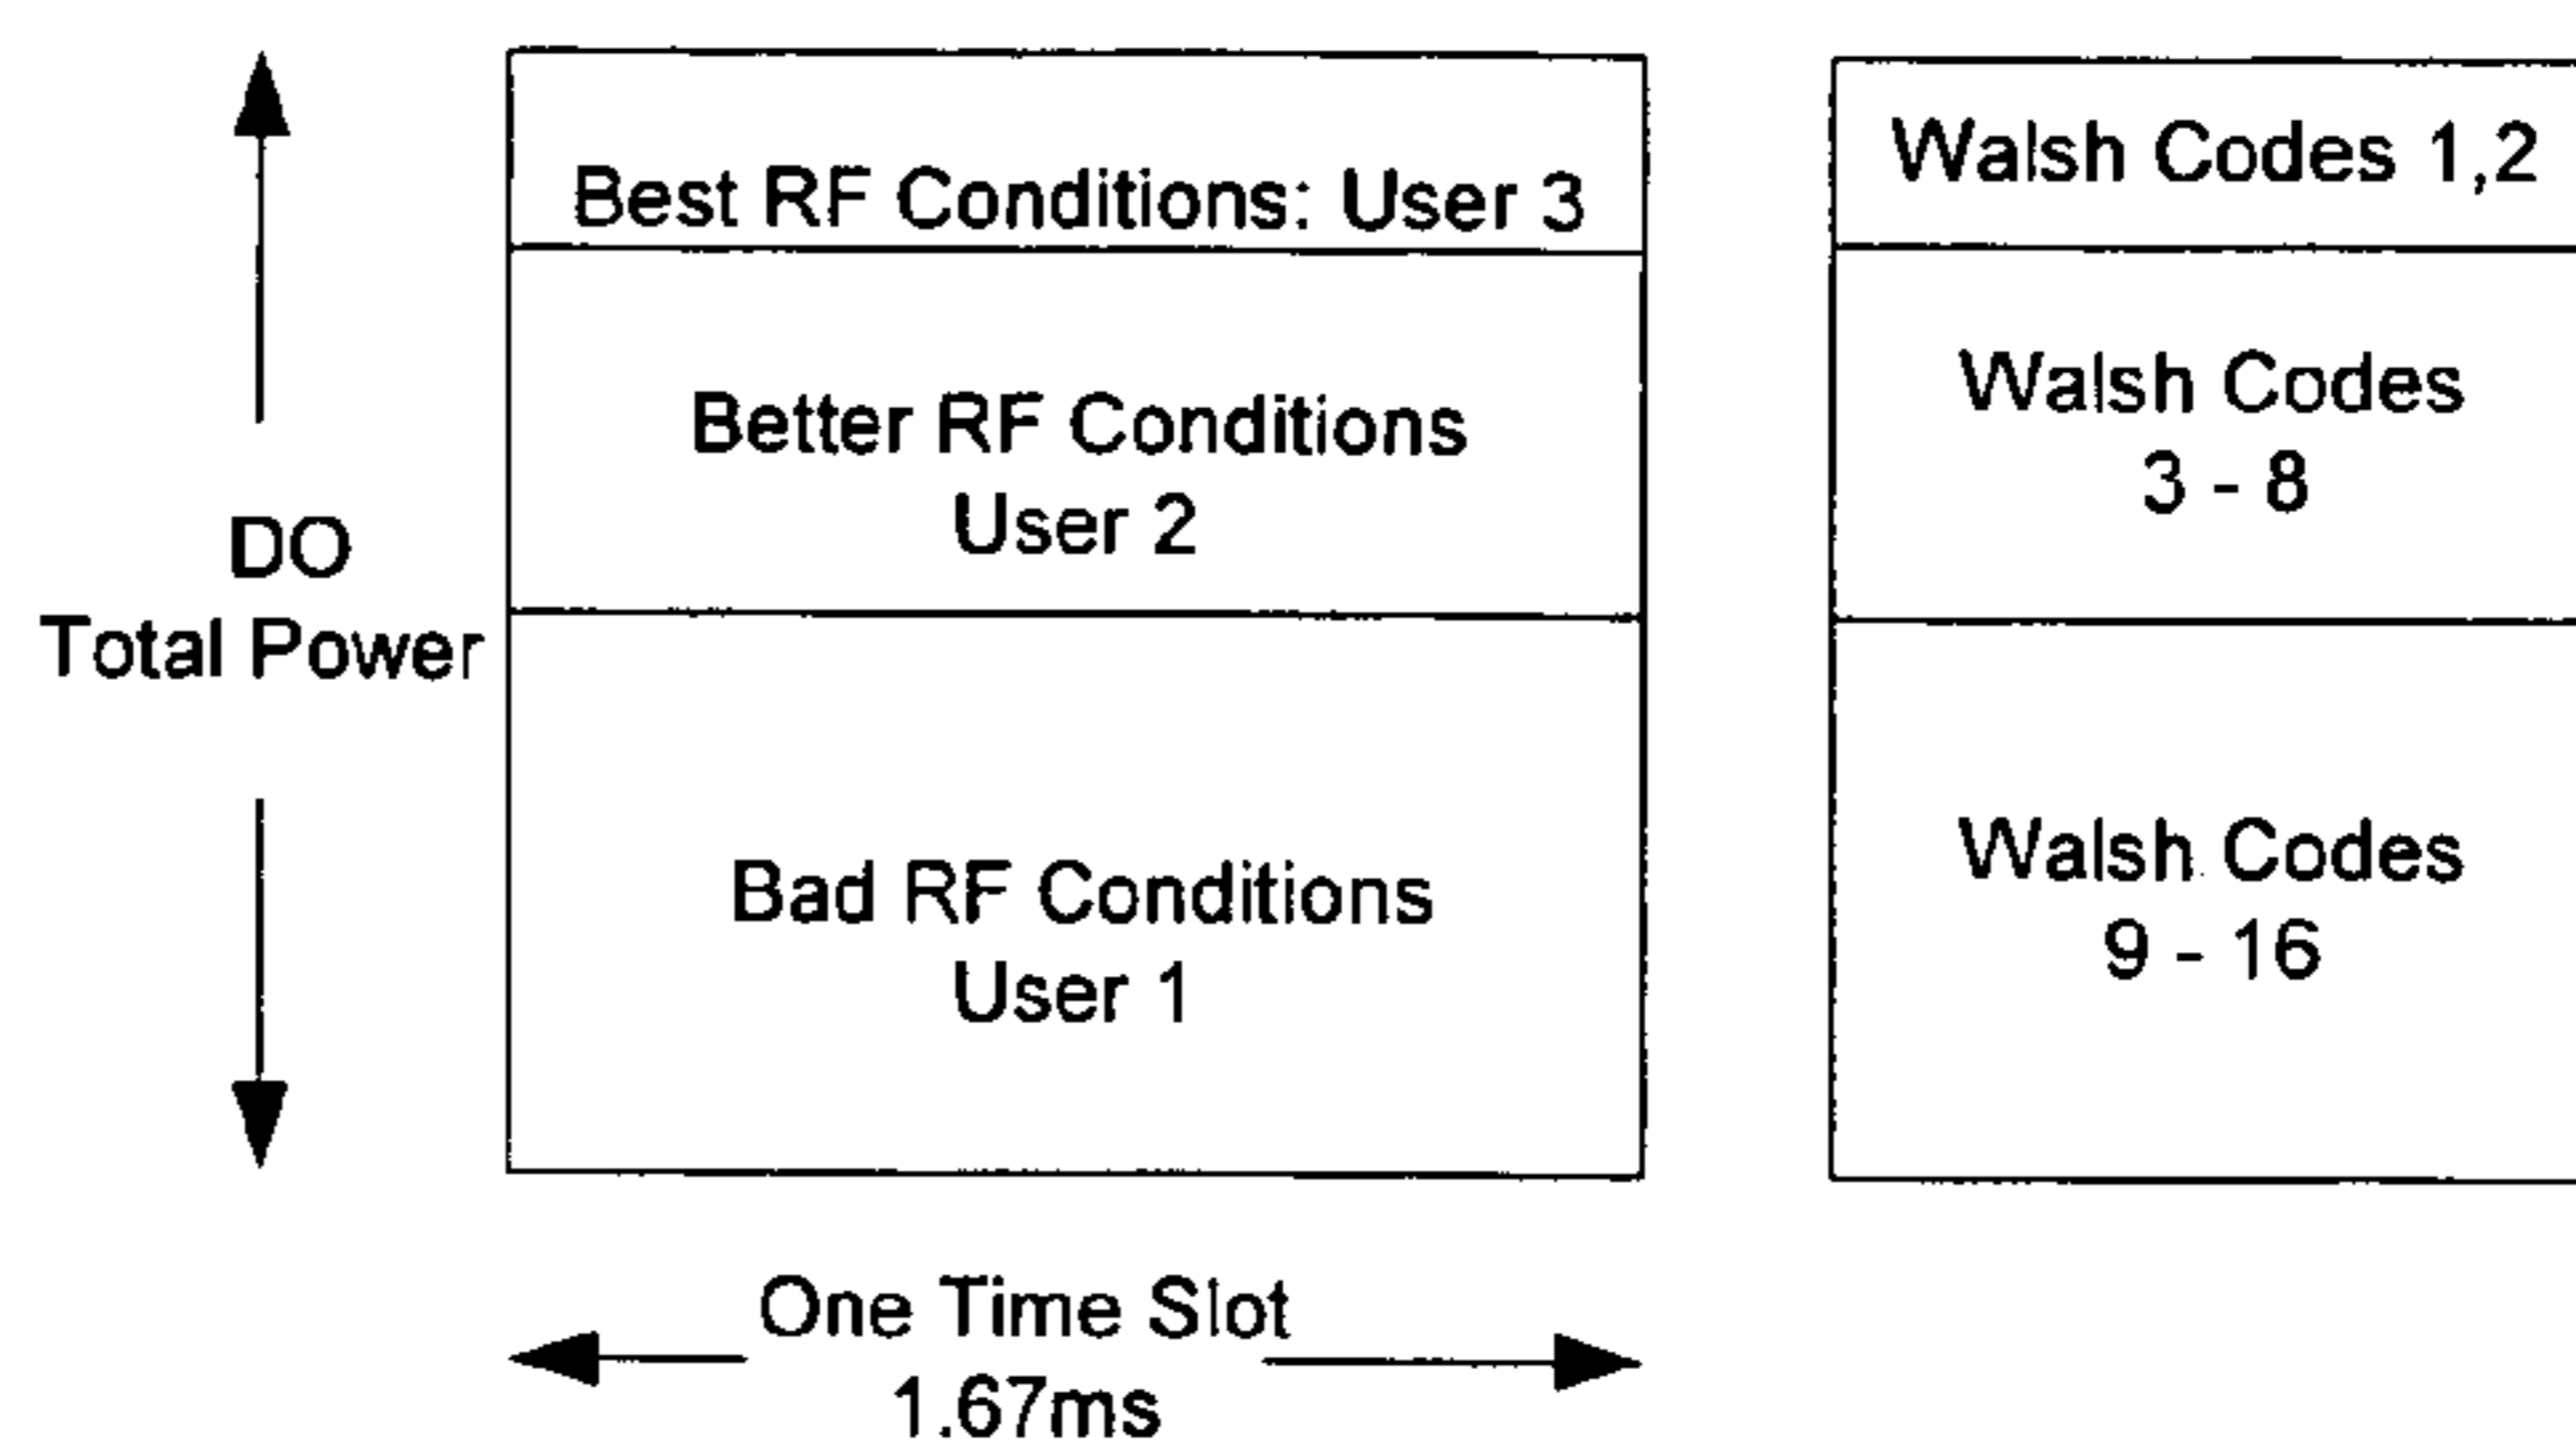 Best RF Conditions: User 3
Walsh Codes 1,2
Better RF Conditions
User 2
Walsh Codes
3 - 8
DO
Total Power
Bad RF Conditions
User 1
Walsh Codes
9 - 16
One Time Slot
1.67ms